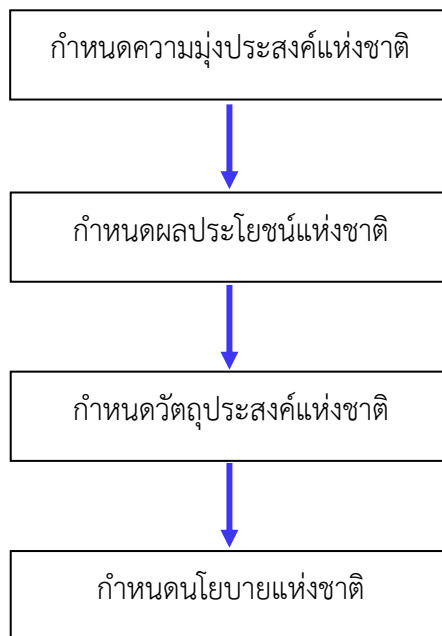 กำหนดความมุ่งประสงค์แห่งชาติ
กำหนดผลประโยชน์แห่งชาติ
กำหนดวัตถุประสงค์แห่งชาติ
กำหนดนโยบายแห่งชาติ